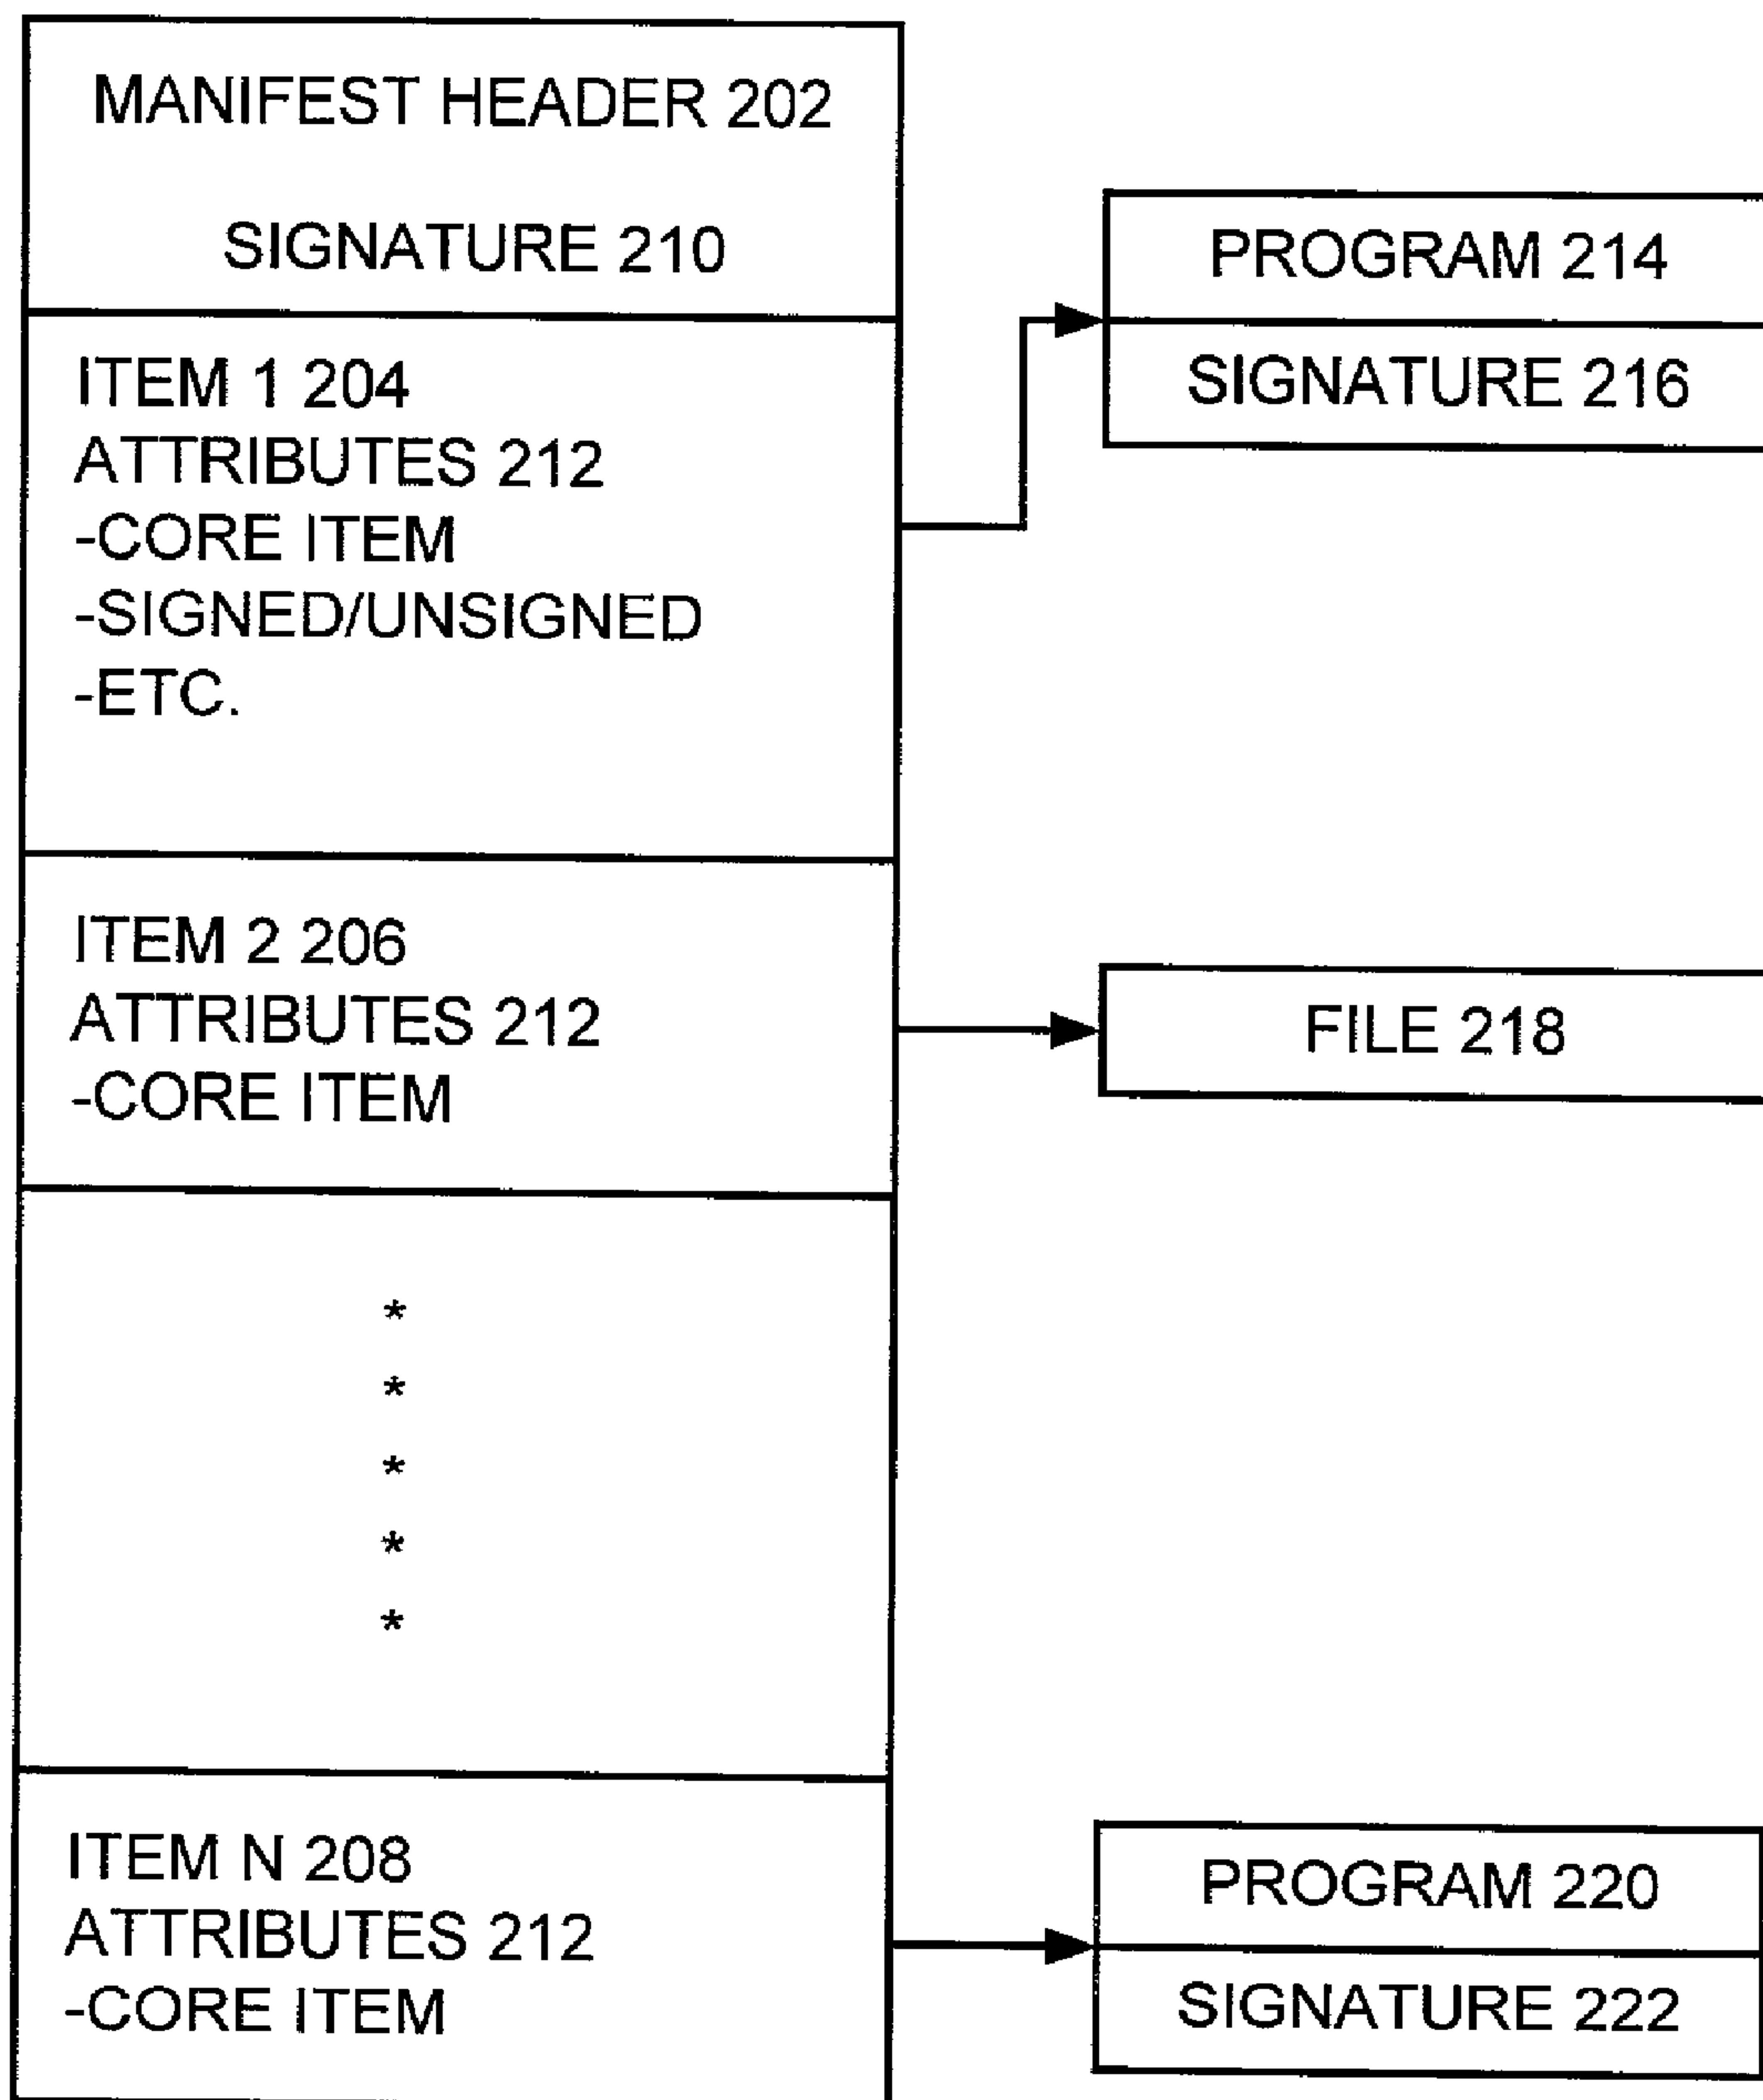 MANIFEST HEADER 202
SIGNATURE 210
ITEM 1 204
ATTRIBUTES 212
-CORE ITEM
-SIGNED/UNSIGNED
-ETC.
PROGRAM 214
SIGNATURE 216
ITEM 2 206
ATTRIBUTES 212
-CORE ITEM
FILE 218
*
*
*
*
*
ITEM N 208
ATTRIBUTES 212
-CORE ITEM
PROGRAM 220
SIGNATURE 222